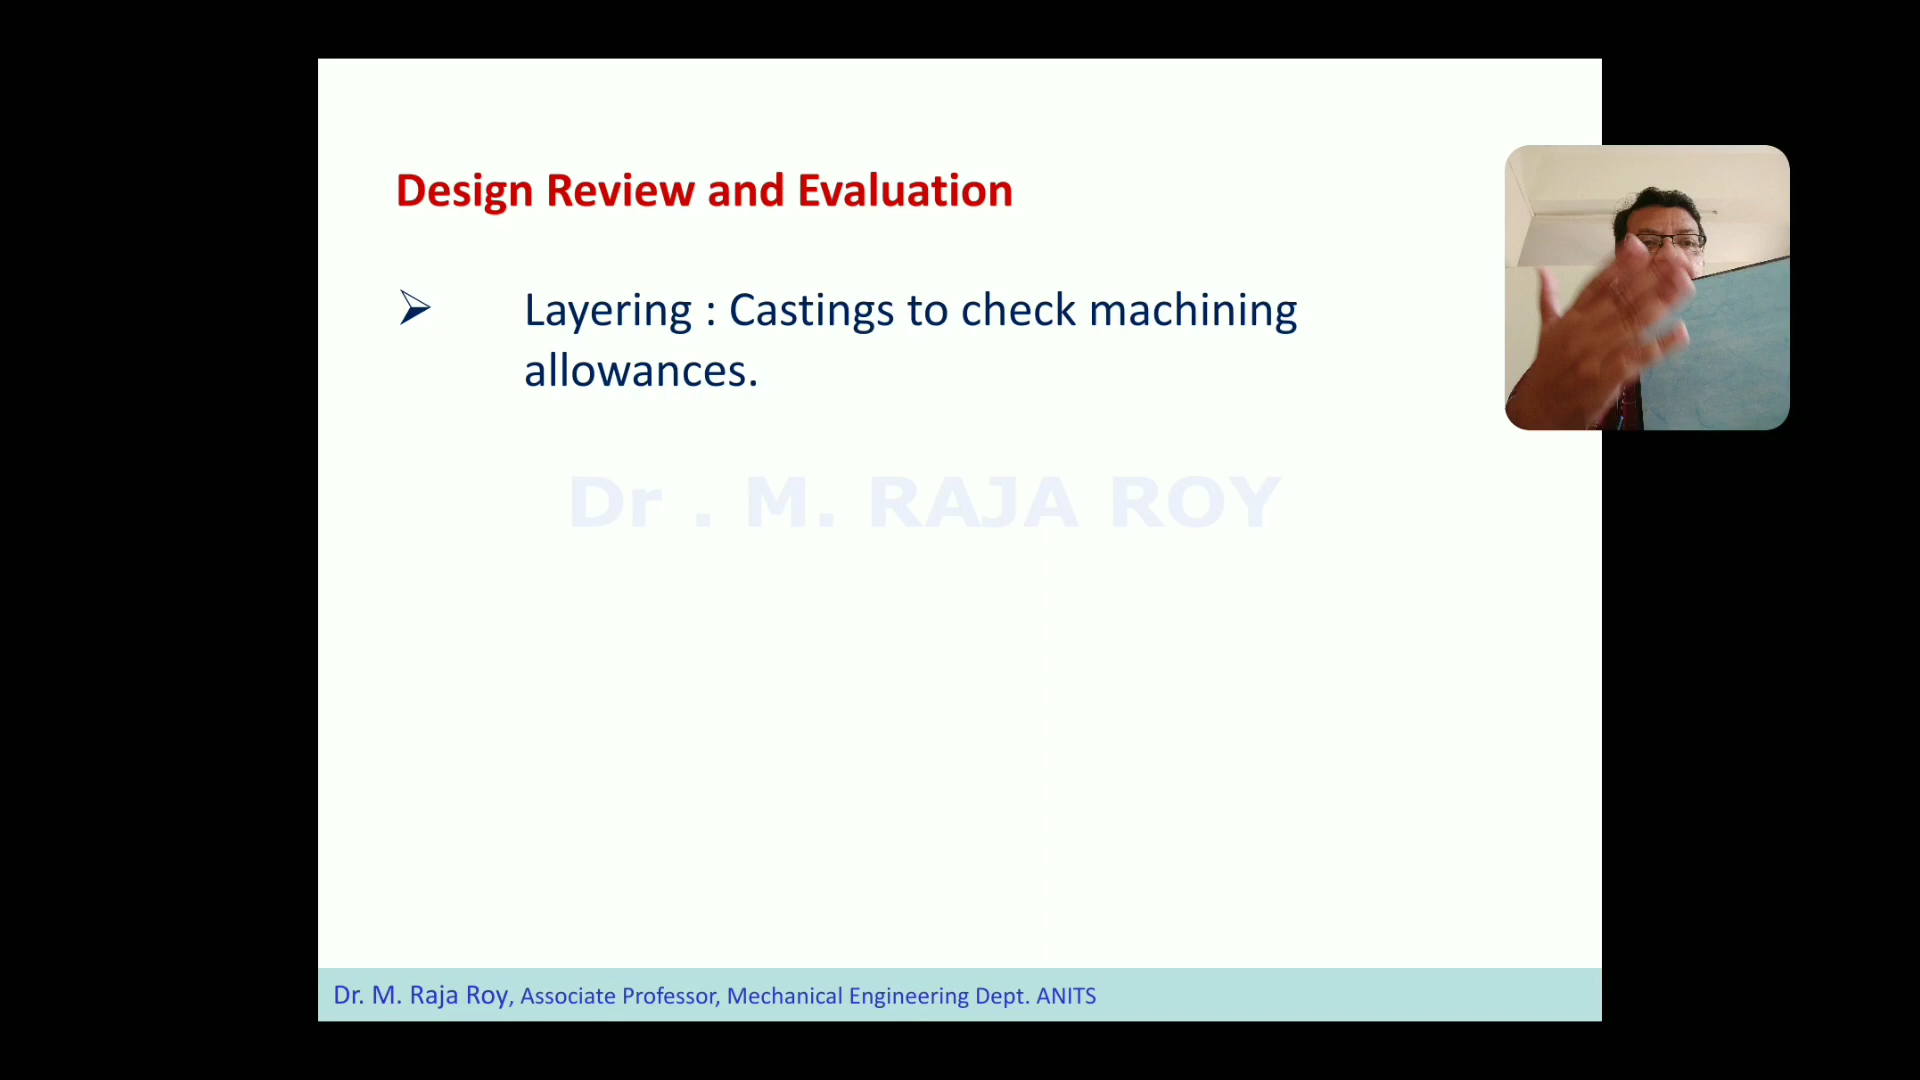 Design Review and Evaluation
Layering : Castings to check machining
allowances.
Dr . M. RAJA ROY
Dr. M. Raja Roy, Associate Professor, Mechanical Engineering Dept. ANITS